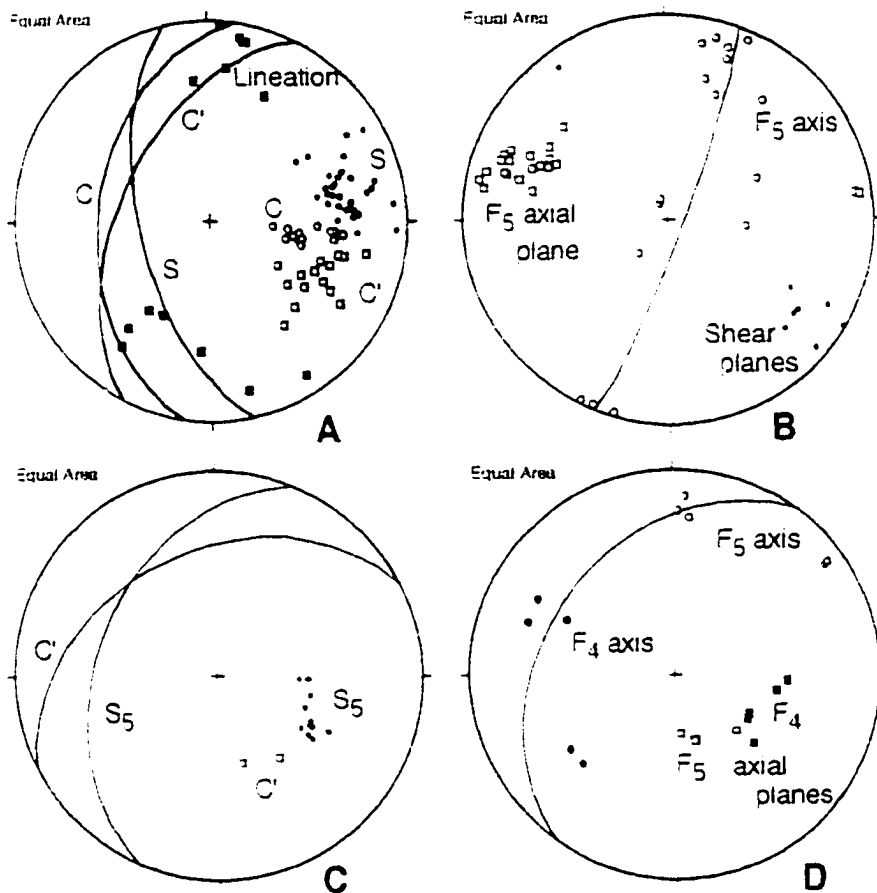 Equal Area
Lineation
C'
C
S
C
S
C'
A
Equal Area
F5 axis
F5 axial
plane
Shear
planes
B
Equal Area
C'
S5
S5
C'
C
Equal Area
F5 axis
F4 axis
F4
F5 axial
planes
D